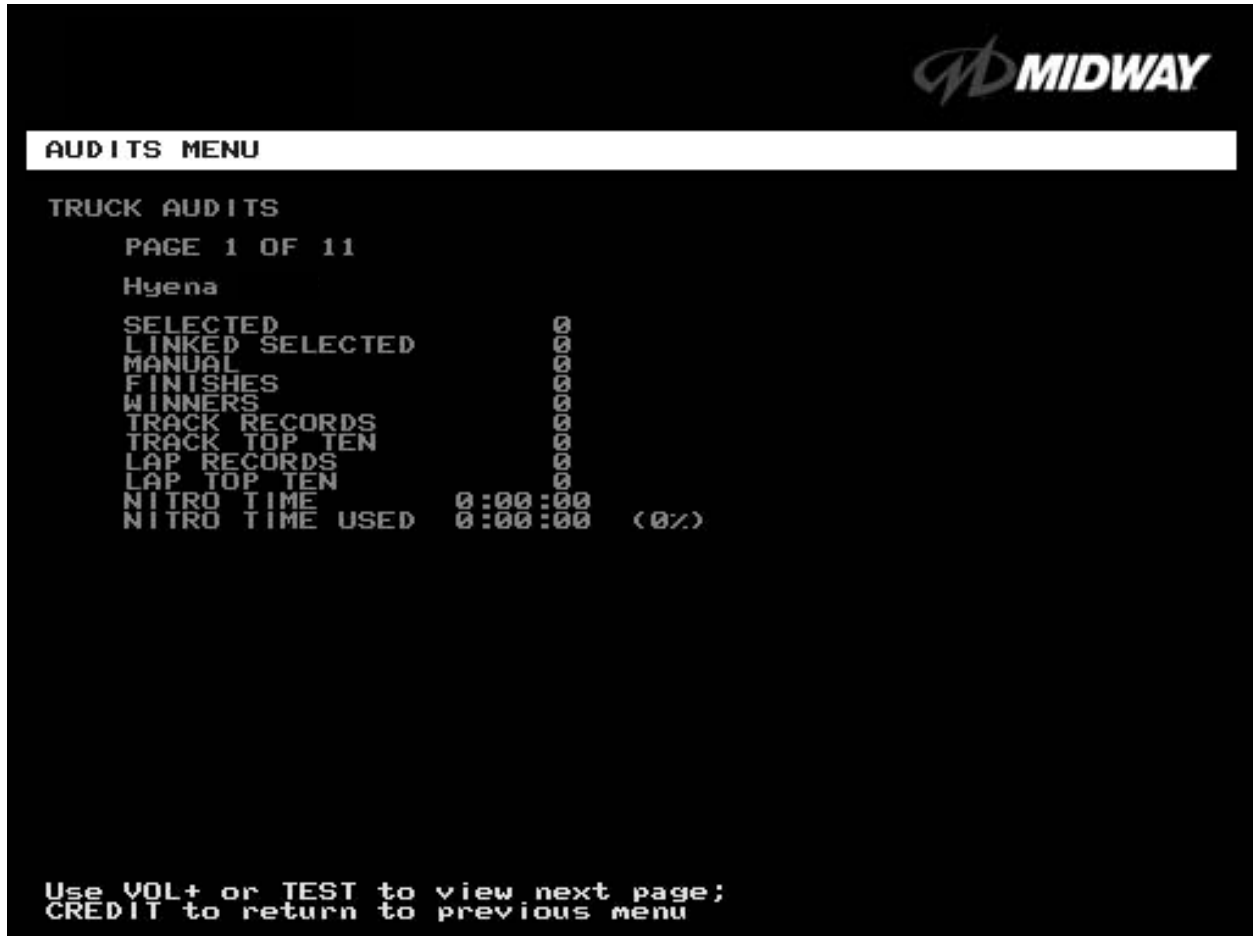 MIDWAY
AUDITS MENU
TRUCK AUDITS
PAGE 1 OF 11
Hyena
SELECTED 0
LINKED SELECTED 0
MANUAL 0
FINISHES 0
WINNERS 0
TRACK RECORDS 0
TRACK TOP TEN 0
LAP RECORDS 0
LAP TOP TEN 0
NITRO TIME 0:00:00
NITRO TIME USED 0:00:00 (0%)
Use VOL+ or TEST to view next page;
CREDIT to return to previous menu